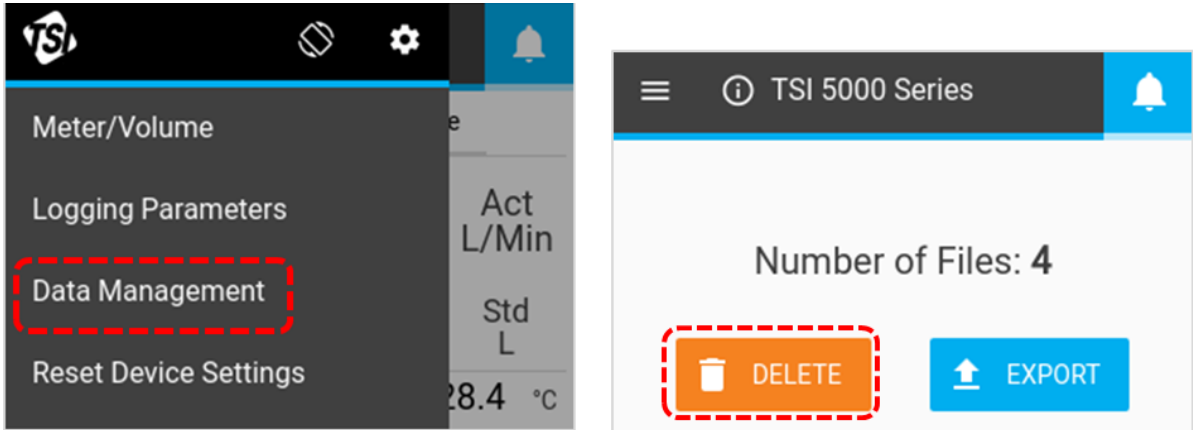 TSI
Meter/Volume
e
Logging Parameters
Act
L/Min
Data Management
Std
L
Reset Device Settings
28.4 °C
TSI 5000 Series
Number of Files: 4
DELETE
EXPORT